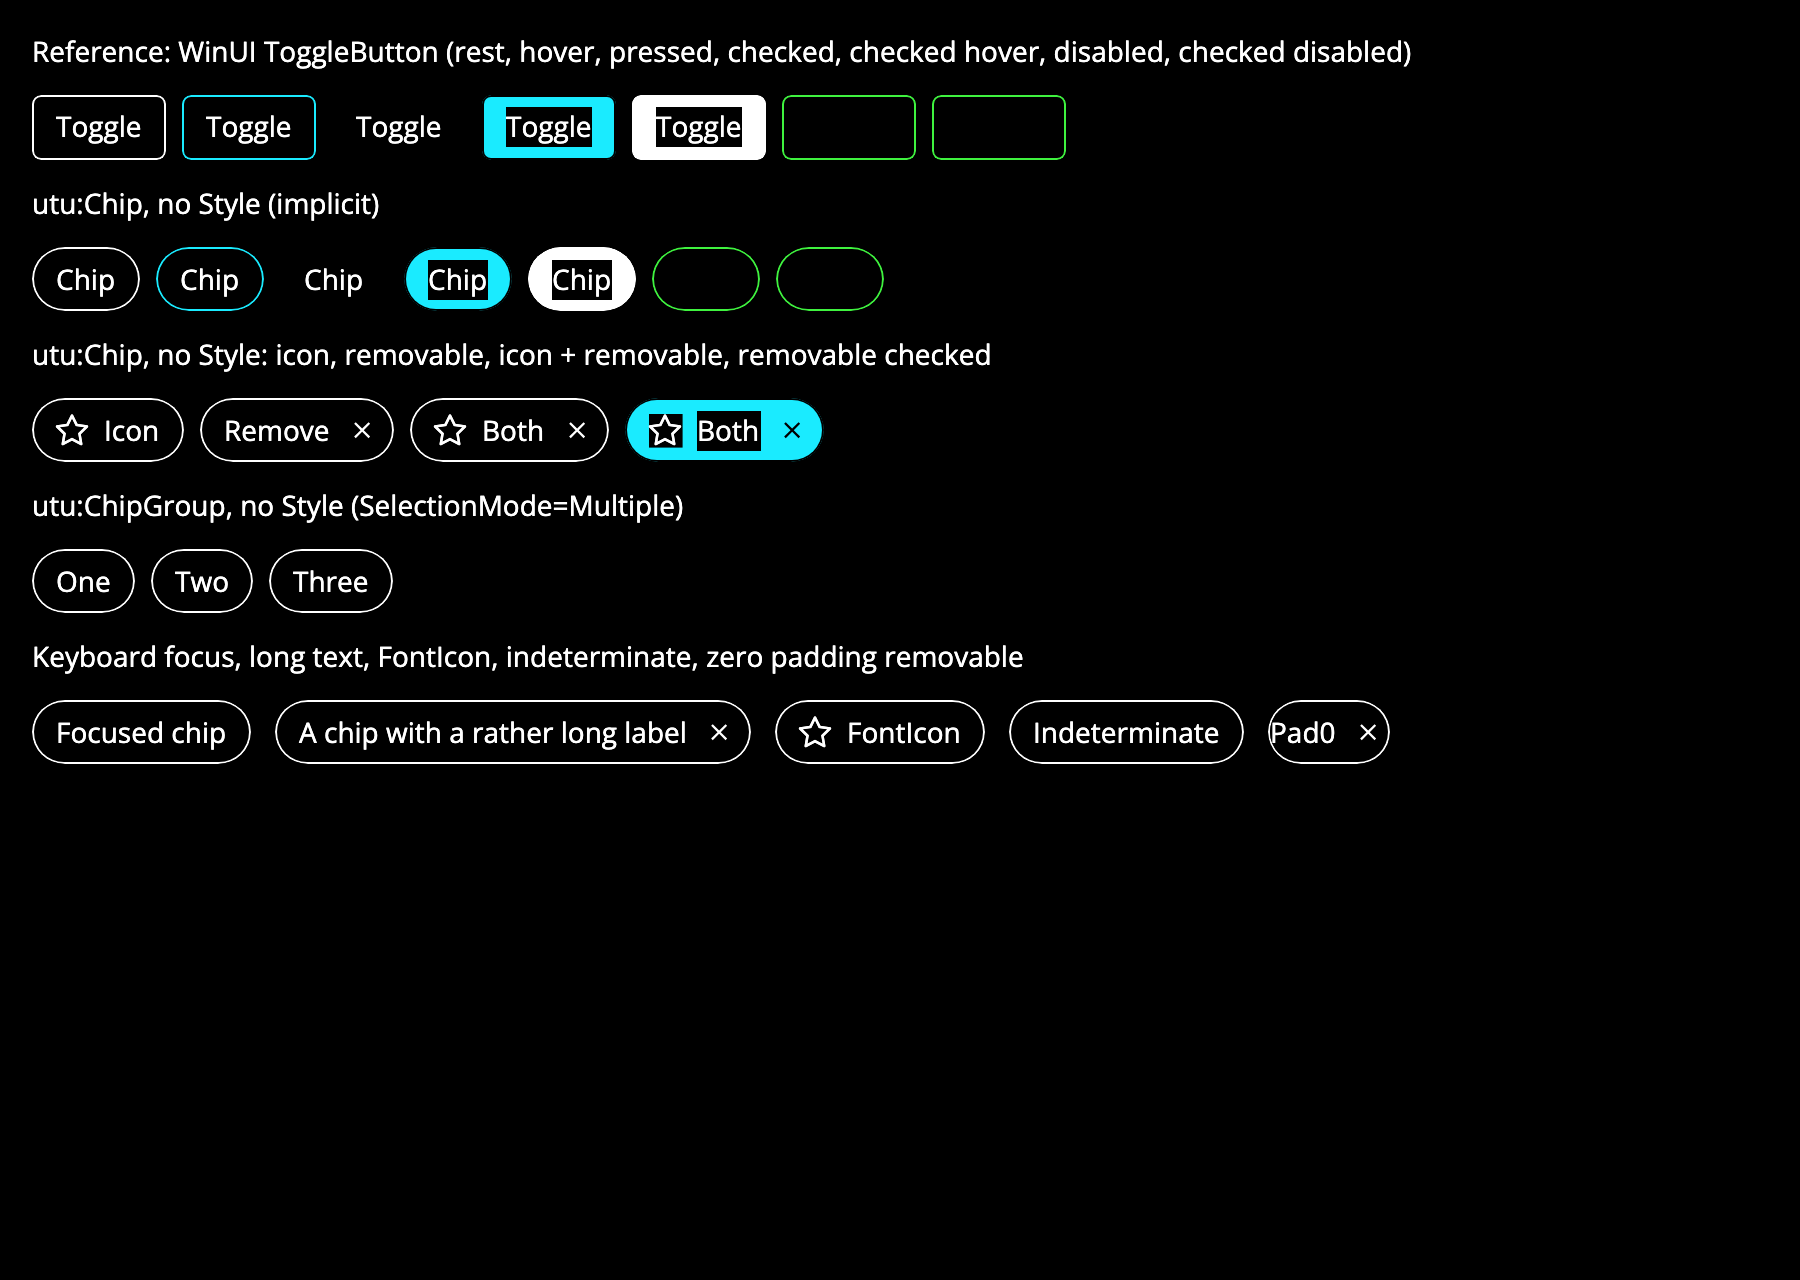 Reference: WinUI ToggleButton (rest, hover, pressed, checked, checked hover, disabled, checked disabled)
Toggle Toggle Toggle Toggle Toggle
utu:Chip, no Style (implicit)
Chip Chip Chip Chip Chip
utu:Chip, no Style: icon, removable, icon + removable, removable checked
Icon Remove Both Both
utu:ChipGroup, no Style (SelectionMode=Multiple)
One Two Three
Keyboard focus, long text, FontIcon, indeterminate, zero padding removable
Focused chip A chip with a rather long label FontIcon Indeterminate Pad0